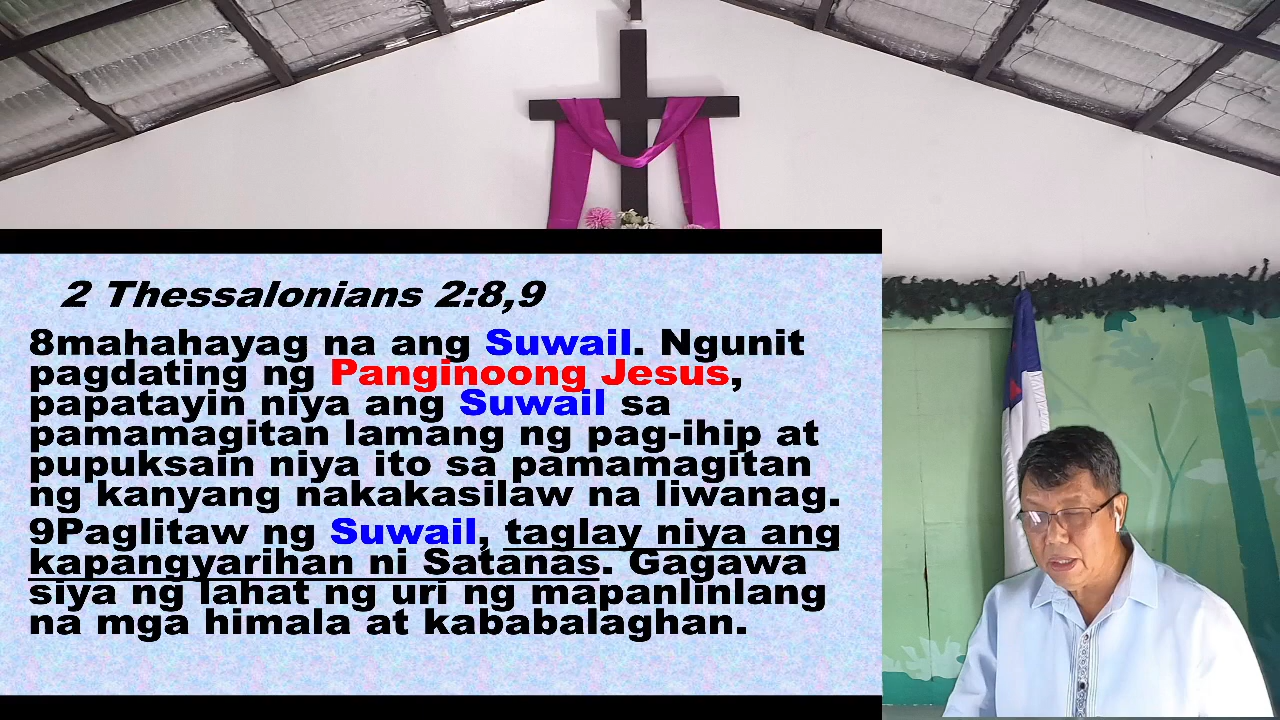 2 Thessalonians 2:8,9
8mahahayag na ang Suwail. Ngunit
pagdating ng Panginoong Jesus,
papatayin niya ang Suwail sa
pamamagitan lamang ng pag-ihip at
pupuksain niya ito sa pamamagitan
ng kanyang nakakasilaw na liwanag.
9Paglitaw ng Suwail, taglay niya ang
kapangyarihan ni Satanas. Gagawa
siya ng lahat ng uri ng mapanlinlang
na mga himala at kababalaghan.